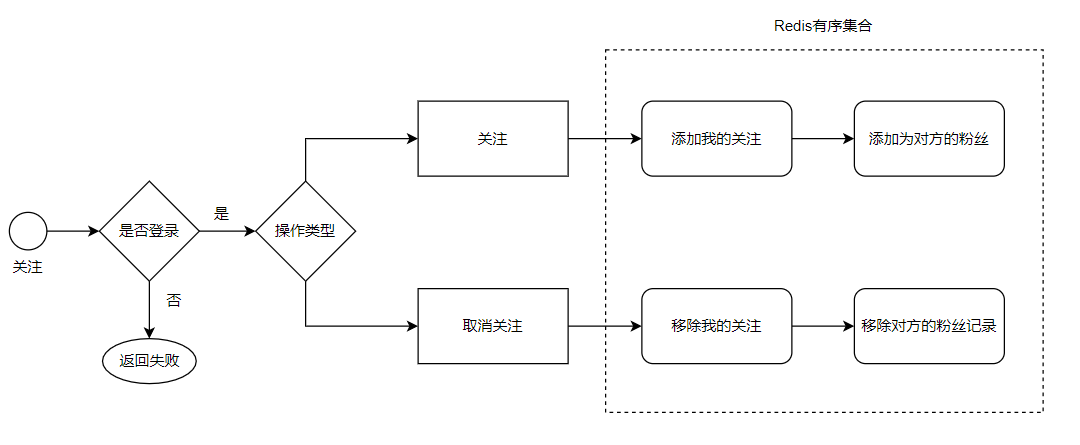 Redis有序集合
关注
添加我的关注
添加为对方的粉丝
是否登录
是
操作类型
关注
否
返回失败
取消关注
移除我的关注
移除对方的粉丝记录